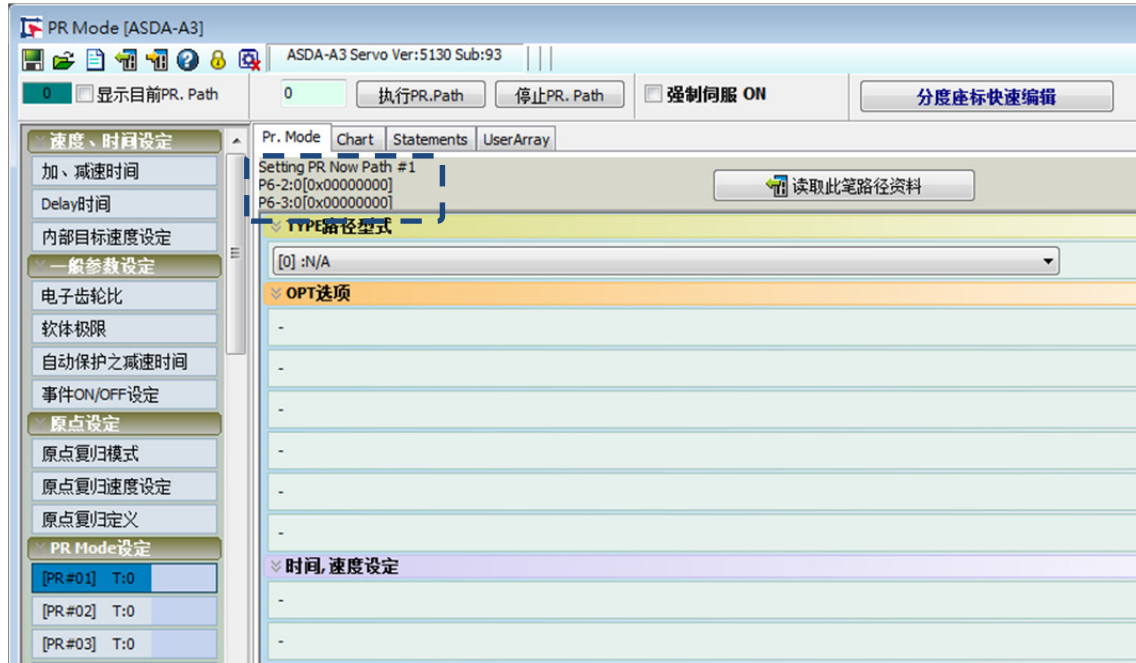 PR Mode [ASDA-A3]
ASDA-A3 Servo Ver:5130 Sub:93
0 显示目前PR. Path 0 执行PR.Path 停止PR. Path 强制伺服 ON 分度座标快速编辑
速度、时间设定
加、减速时间
Delay时间
内部目标速度设定
一般参数设定
电子齿轮比
软体极限
自动保护之减速时间
事件ON/OFF设定
原点设定
原点复归模式
原点复归速度设定
原点复归定义
PR Mode设定
[PR#01] T:0
[PR#02] T:0
[PR#03] T:0
Pr. Mode Chart Statements UserArray
Setting PR Now Path #1
P6-2:0[0x00000000]
P6-3:0[0x00000000]
读取此笔路径资料
TYPE路径型式
[0] :N/A
OPT选项
-
-
-
-
-
-
时间, 速度设定
-
-